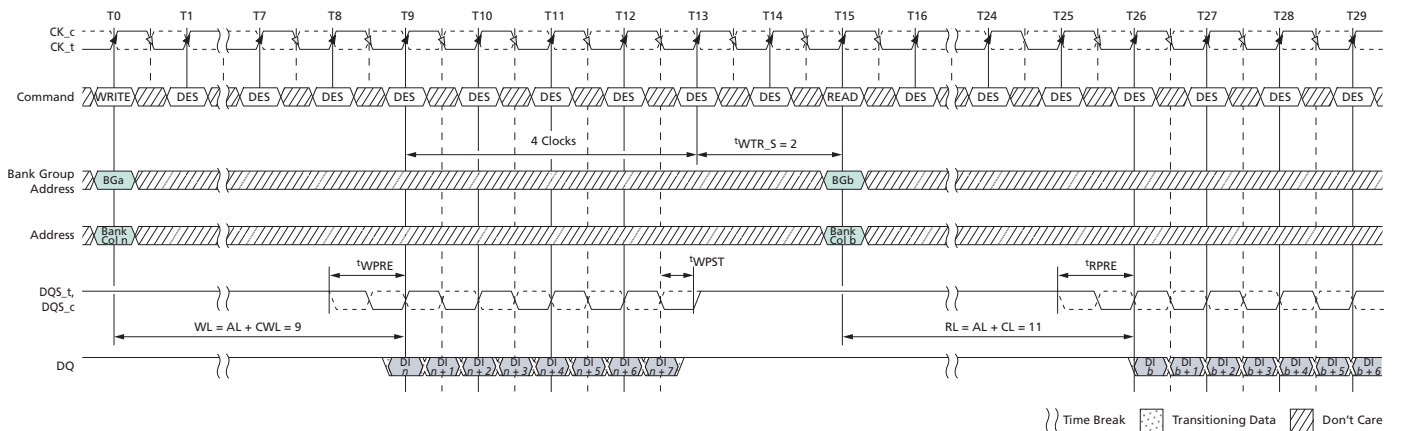 T0 T1 T7 T8 T9 T10 T11 T12 T13 T14 T15 T16 T24 T25 T26 T27 T28 T29
CK_c
CK_t
Command WRITE DES DES DES DES DES DES DES DES DES READ DES DES DES DES DES DES DES
4 Clocks tWTR_S = 2
Bank Group
Address BGa BGb
Address Bank
Col n Bank
Col b
tWPRE tWPST tRPRE
DQS_t,
DQS_c
WL = AL + CWL = 9 RL = AL + CL = 11
DQ DI
n DI
n + 1 DI
n + 2 DI
n + 3 DI
n + 4 DI
n + 5 DI
n + 6 DI
n + 7 DI
b DI
b + 1 DI
b + 2 DI
b + 3 DI
b + 4 DI
b + 5 DI
b + 6
Time Break Transitioning Data Don't Care